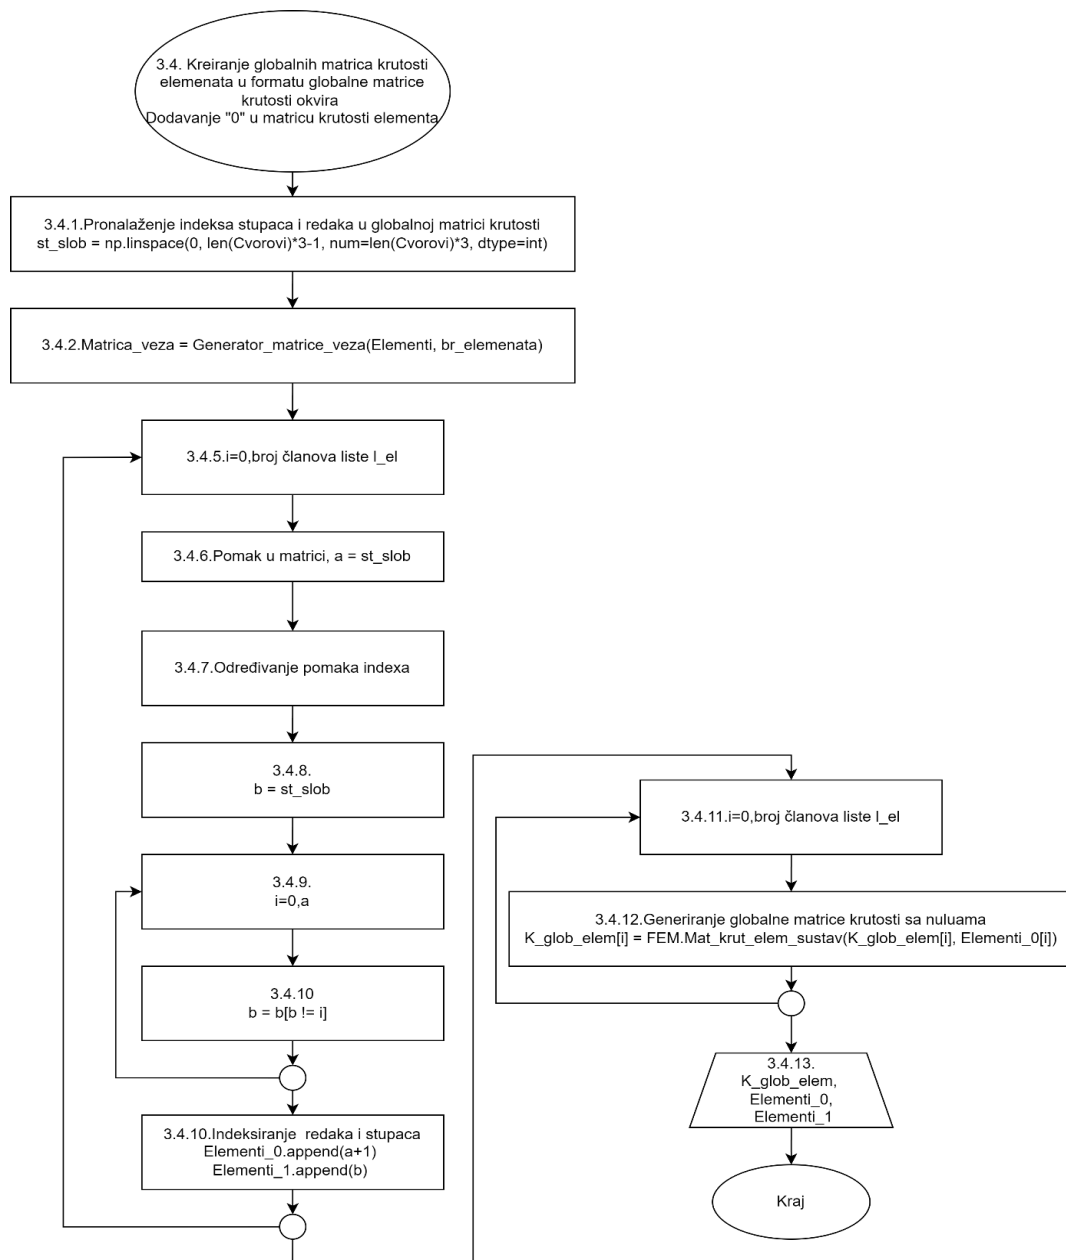 3.4. Kreiranje globalnih matrica krutosti
elemenata u formatu globalne matrice
krutosti okvira
Dodavanje "0" u matricu krutosti elementa
3.4.1.Pronalaženje indeksa stupaca i redaka u globalnoj matrici krutosti
st_slob = np.linspace(0, len(Cvorovi)*3-1, num=len(Cvorovi)*3, dtype=int)
3.4.2.Matrica_veza = Generator_matrice_veza(Elementi, br_elemenata)
3.4.5.i=0,broj članova liste l_el
3.4.6.Pomak u matrici, a = st_slob
3.4.7.Određivanje pomaka indexa
3.4.8.
b = st_slob
3.4.9.
i=0,a
3.4.10
b = b[b != i]
3.4.10.Indeksiranje  redaka i stupaca
Elementi_0.append(a+1)
Elementi_1.append(b)
3.4.11.i=0,broj članova liste l_el
3.4.12.Generiranje globalne matrice krutosti sa nuluama
K_glob_elem[i] = FEM.Mat_krut_elem_sustav(K_glob_elem[i], Elementi_0[i])
3.4.13.
K_glob_elem,
Elementi_0,
Elementi_1
Kraj